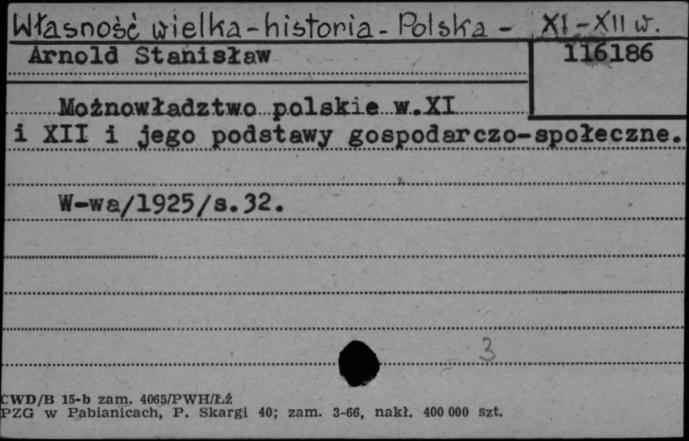 Własność wielka - historia - Polska - XI - XII w.
Arnold Stanisław 116186
Możnowładztwo polskie w.XI
i XII i jego podstawy gospodarczo-społeczne.
W-wa/1925/s.32.
3
CWD/B 15-b zam. 4065/PWH/Łź
PZG w Pabianicach, P. Skargi 40; zam. 3-66, nakł. 400 000 szt.